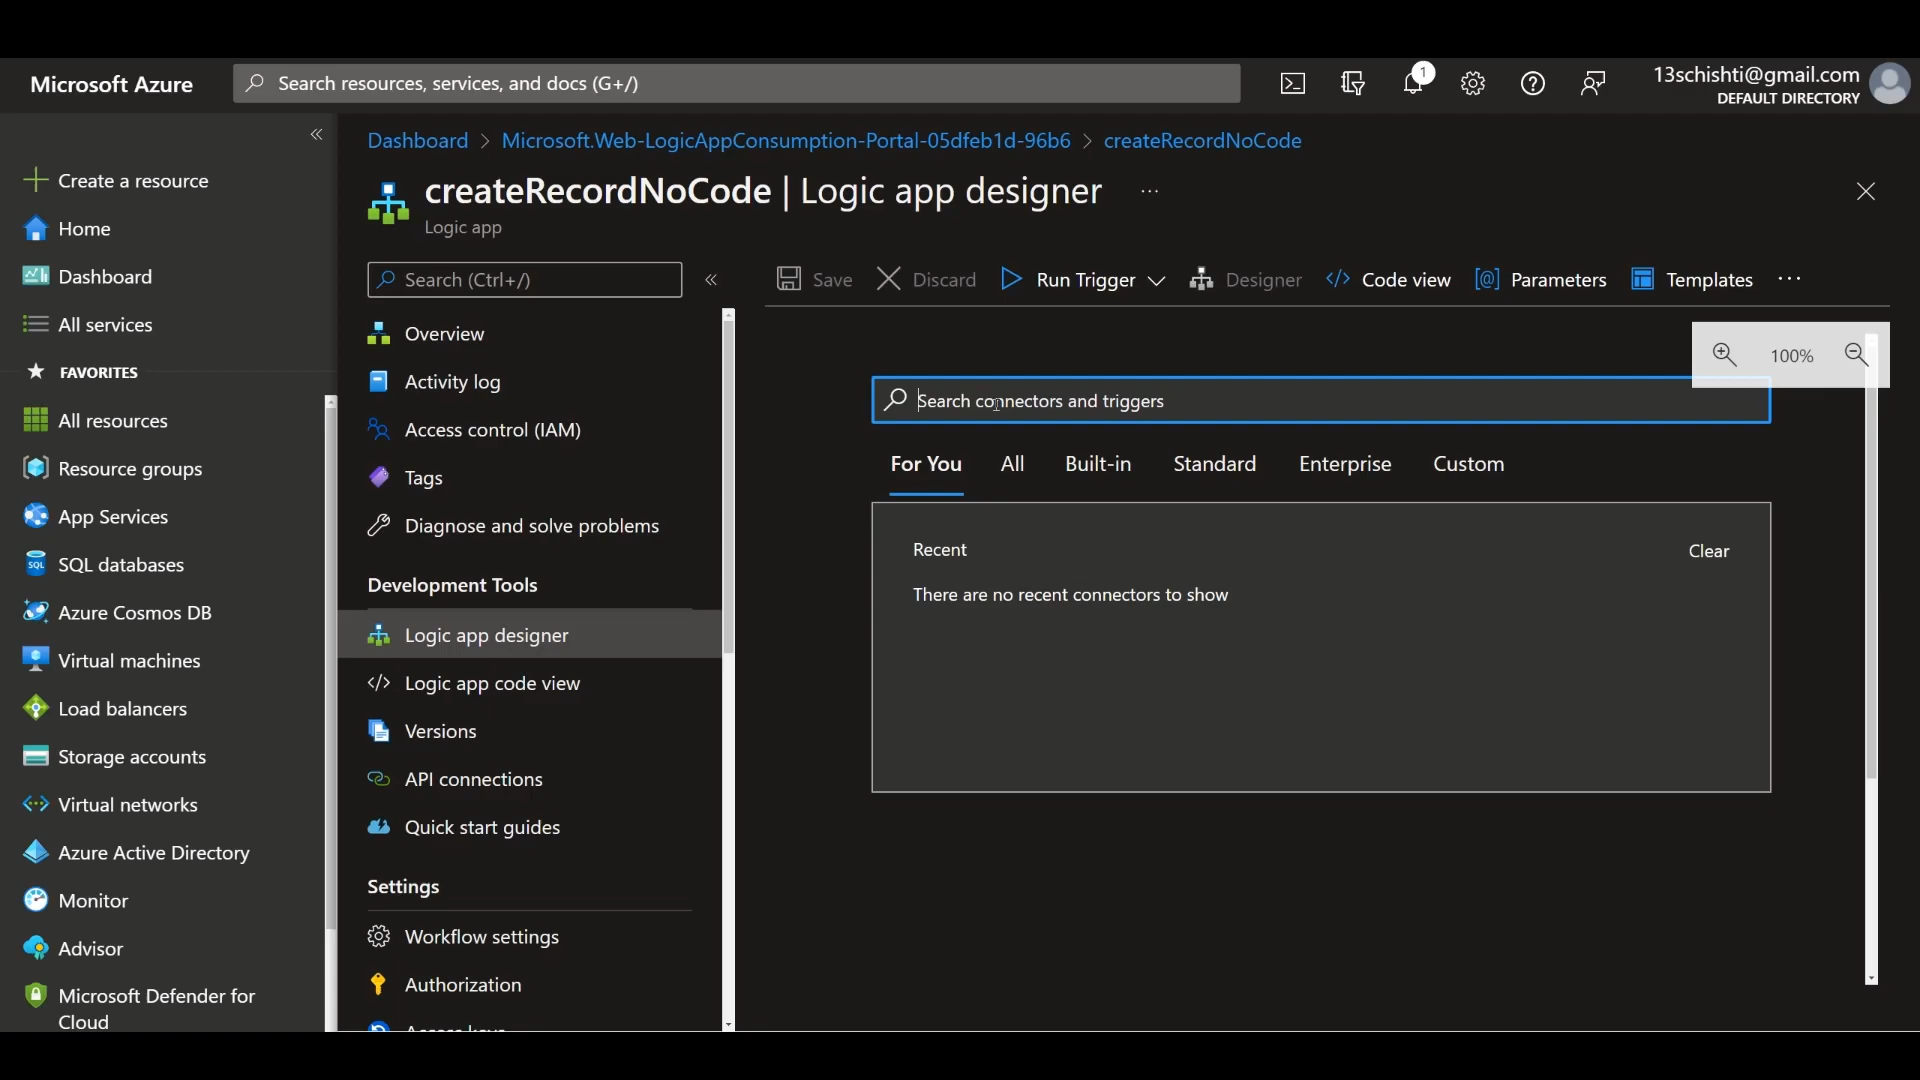 Microsoft Azure
Search resources, services, and docs (G+/)
1
13schishti@gmail.com
DEFAULT DIRECTORY
Create a resource
Home
Dashboard
All services
FAVORITES
All resources
Resource groups
App Services
SQL databases
Azure Cosmos DB
Virtual machines
Load balancers
Storage accounts
Virtual networks
Azure Active Directory
Monitor
Advisor
Microsoft Defender for
Cloud
Dashboard > Microsoft.Web-LogicAppConsumption-Portal-05dfeb1d-96b6 > createRecordNoCode
createRecordNoCode | Logic app designer ...
Logic app
Search (Ctrl+/)
Overview
Activity log
Access control (IAM)
Tags
Diagnose and solve problems
Development Tools
Logic app designer
Logic app code view
Versions
API connections
Quick start guides
Settings
Workflow settings
Authorization
Access keys
Save Discard Run Trigger Designer Code view Parameters Templates ...
100%
Search connectors and triggers
For You All Built-in Standard Enterprise Custom
Recent Clear
There are no recent connectors to show